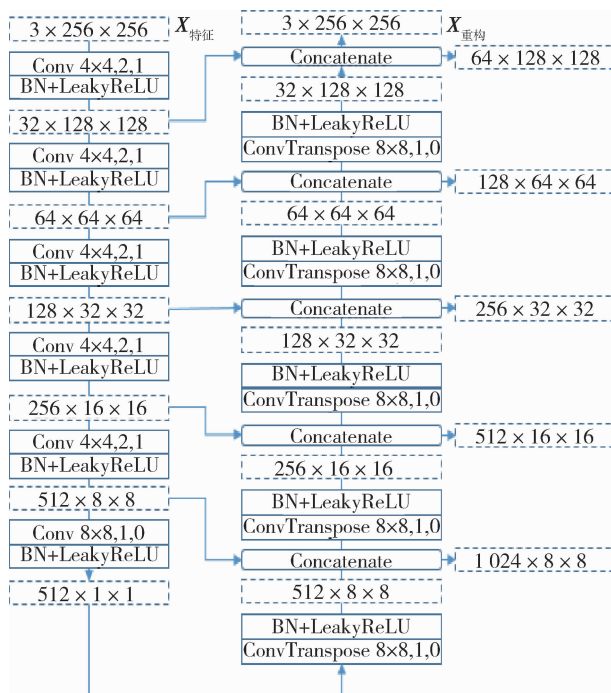 3 × 256 × 256
X特征
Conv 4×4,2,1
BN+LeakyReLU
32 × 128 × 128
Conv 4×4,2,1
BN+LeakyReLU
64 × 64 × 64
Conv 4×4,2,1
BN+LeakyReLU
128 × 32 × 32
Conv 4×4,2,1
BN+LeakyReLU
256 × 16 × 16
Conv 4×4,2,1
BN+LeakyReLU
512 × 8 × 8
Conv 8×8,1,0
BN+LeakyReLU
512 × 1 × 1
3 × 256 × 256
X重构
Concatenate
64 × 128 × 128
32 × 128 × 128
BN+LeakyReLU
ConvTranspose 8×8,1,0
Concatenate
128 × 64 × 64
64 × 64 × 64
BN+LeakyReLU
ConvTranspose 8×8,1,0
Concatenate
256 × 32 × 32
128 × 32 × 32
BN+LeakyReLU
ConvTranspose 8×8,1,0
Concatenate
512 × 16 × 16
256 × 16 × 16
BN+LeakyReLU
ConvTranspose 8×8,1,0
Concatenate
1 024 × 8 × 8
512 × 8 × 8
BN+LeakyReLU
ConvTranspose 8×8,1,0